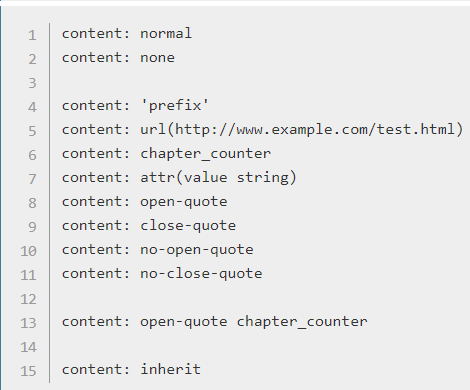 1 content: normal
2 content: none
3
4 content: 'prefix'
5 content: url(http://www.example.com/test.html)
6 content: chapter_counter
7 content: attr(value string)
8 content: open-quote
9 content: close-quote
10 content: no-open-quote
11 content: no-close-quote
12
13 content: open-quote chapter_counter
14
15 content: inherit